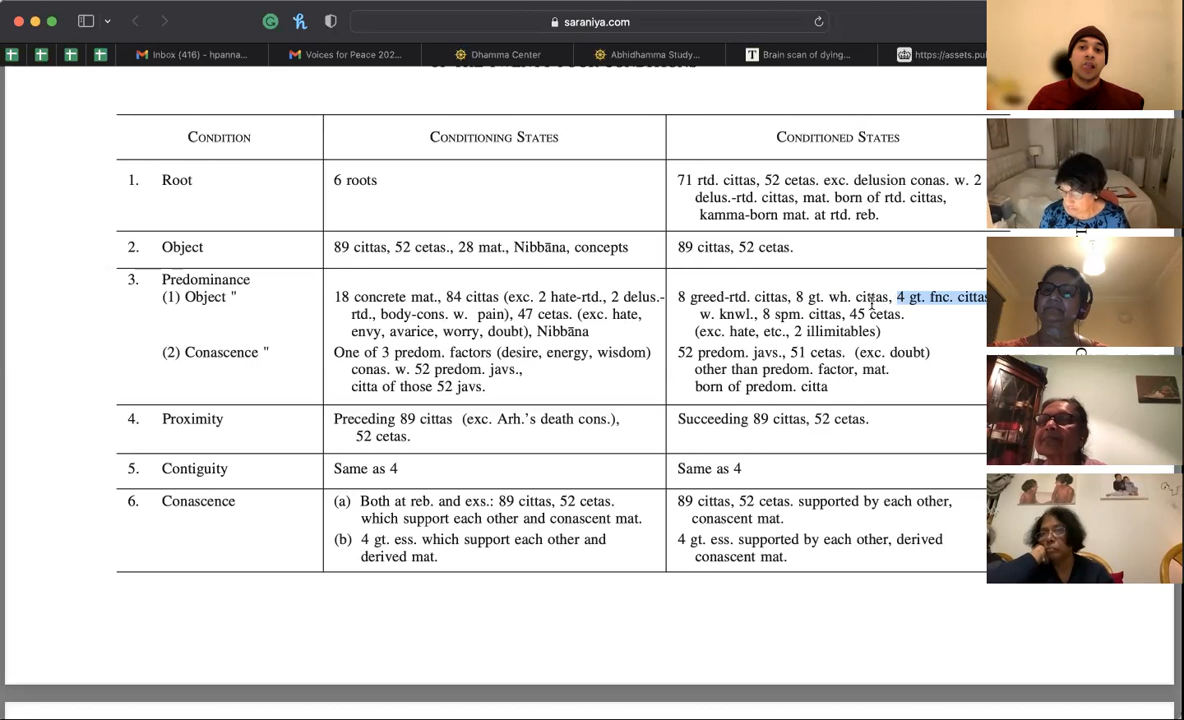 saraniya.com
Inbox (416) - hpanna...
Voices for Peace 202...
Dhamma Center
Abhidhamma Study...
Brain scan of dying...
https://assets.pu
CONDITION
CONDITIONING STATES
CONDITIONED STATES
1. Root
6 roots
71 rtd. cittas, 52 cetas. exc. delusion conas. w. 2
delus.-rtd. cittas, mat. born of rtd. cittas,
kamma-born mat. at rtd. reb.
2. Object
89 cittas, 52 cetas., 28 mat., Nibbāna, concepts
89 cittas, 52 cetas.
3. Predominance
(1) Object "
18 concrete mat., 84 cittas (exc. 2 hate-rtd., 2 delus.-
rtd., body-cons. w. pain), 47 cetas. (exc. hate,
envy, avarice, worry, doubt), Nibbāna
8 greed-rtd. cittas, 8 gt. wh. cittas, 4 gt. fnc. cittas
w. knwl., 8 spm. cittas, 45 cetas.
(exc. hate, etc., 2 illimitables)
(2) Conascence "
One of 3 predom. factors (desire, energy, wisdom)
conas. w. 52 predom. javs.,
citta of those 52 javs.
52 predom. javs., 51 cetas. (exc. doubt)
other than predom. factor, mat.
born of predom. citta
4. Proximity
Preceding 89 cittas (exc. Arh.'s death cons.),
52 cetas.
Succeeding 89 cittas, 52 cetas.
5. Contiguity
Same as 4
Same as 4
6. Conascence
(a) Both at reb. and exs.: 89 cittas, 52 cetas.
which support each other and conascent mat.
89 cittas, 52 cetas. supported by each other,
conascent mat.
(b) 4 gt. ess. which support each other and
derived mat.
4 gt. ess. supported by each other, derived
conascent mat.